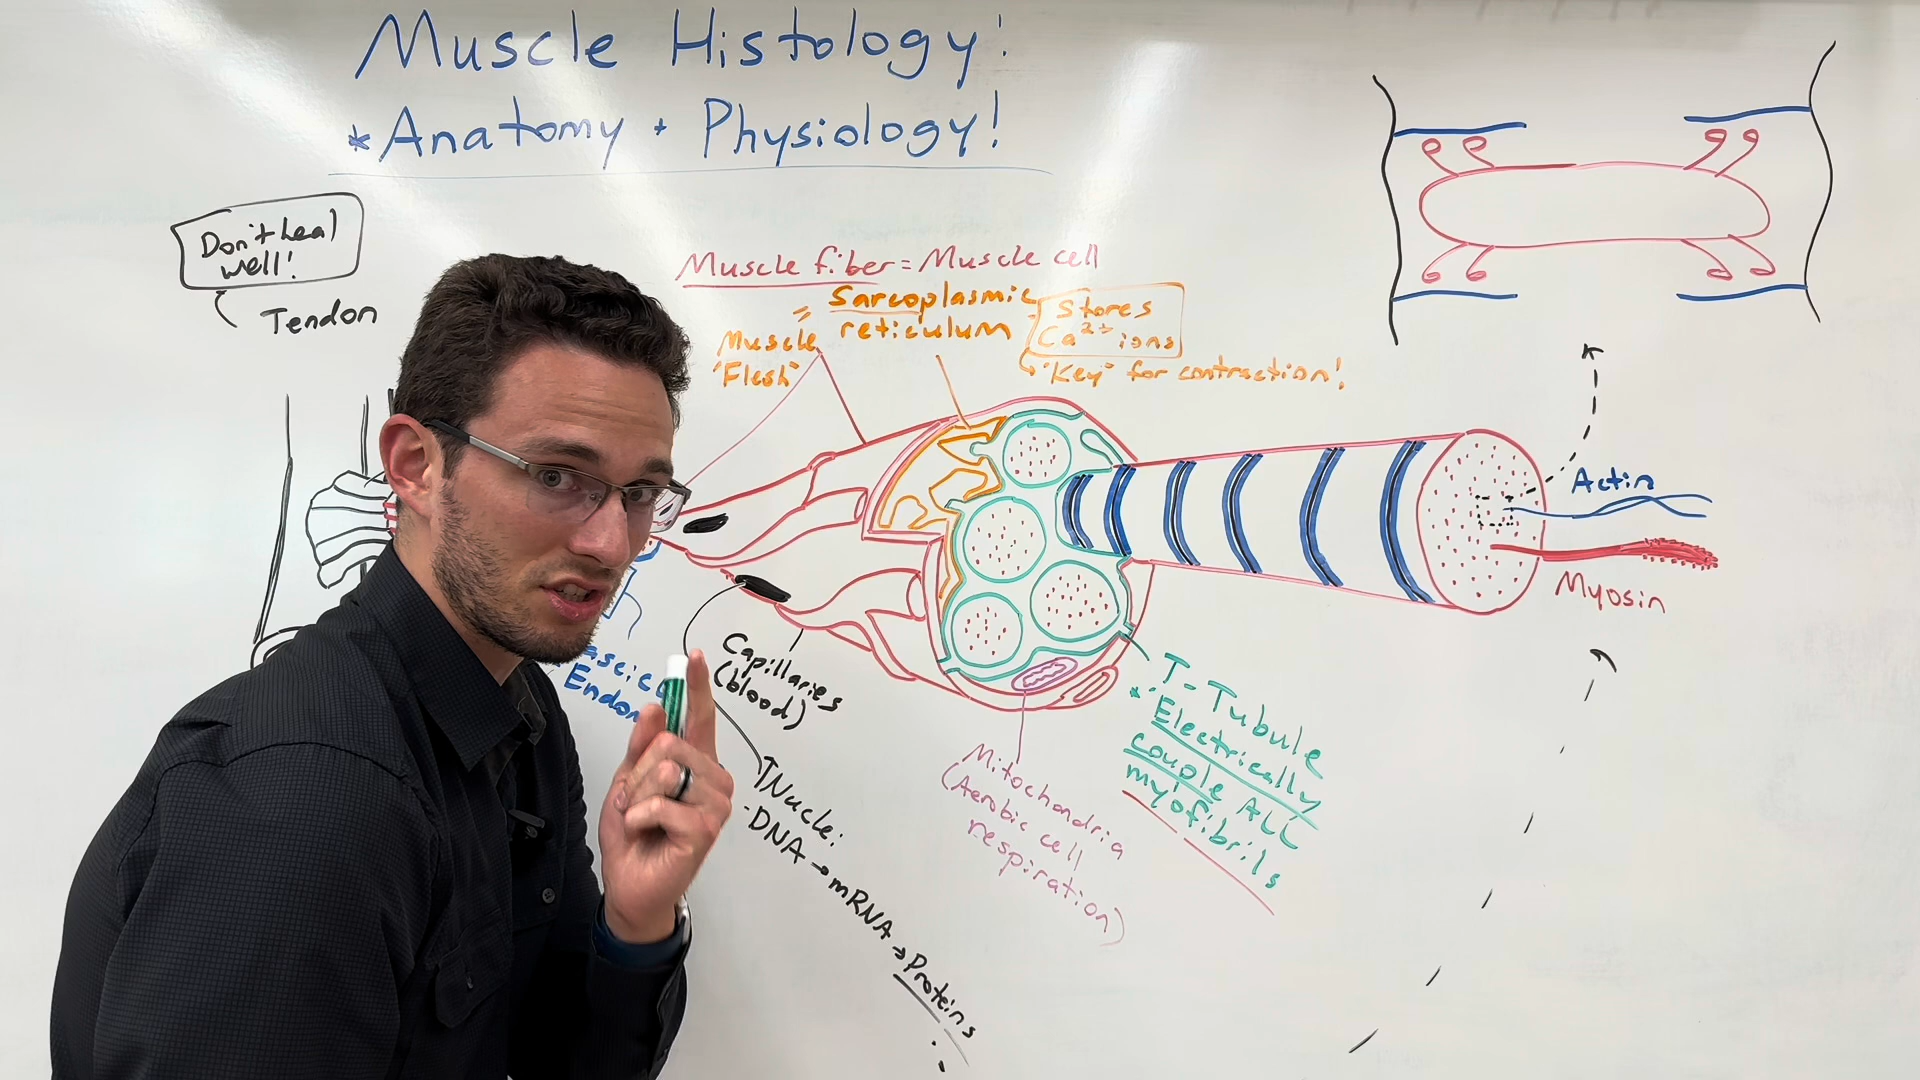 Muscle Histology!
*Anatomy + Physiology!
Don't heal
well!
Tendon
Muscle fiber = Muscle cell
Sarcoplasmic
reticulum
= Muscle
"Flesh"
Stores
Ca2+ ions
"Key" for contraction!
Actin
Myosin
Capillaries
(blood)
T-Tubule
*Electrically
couple ALL
myofibrils
Mitochondria
(Aerobic cell
respiration)
Nuclei:
-DNA → mRNA → Proteins